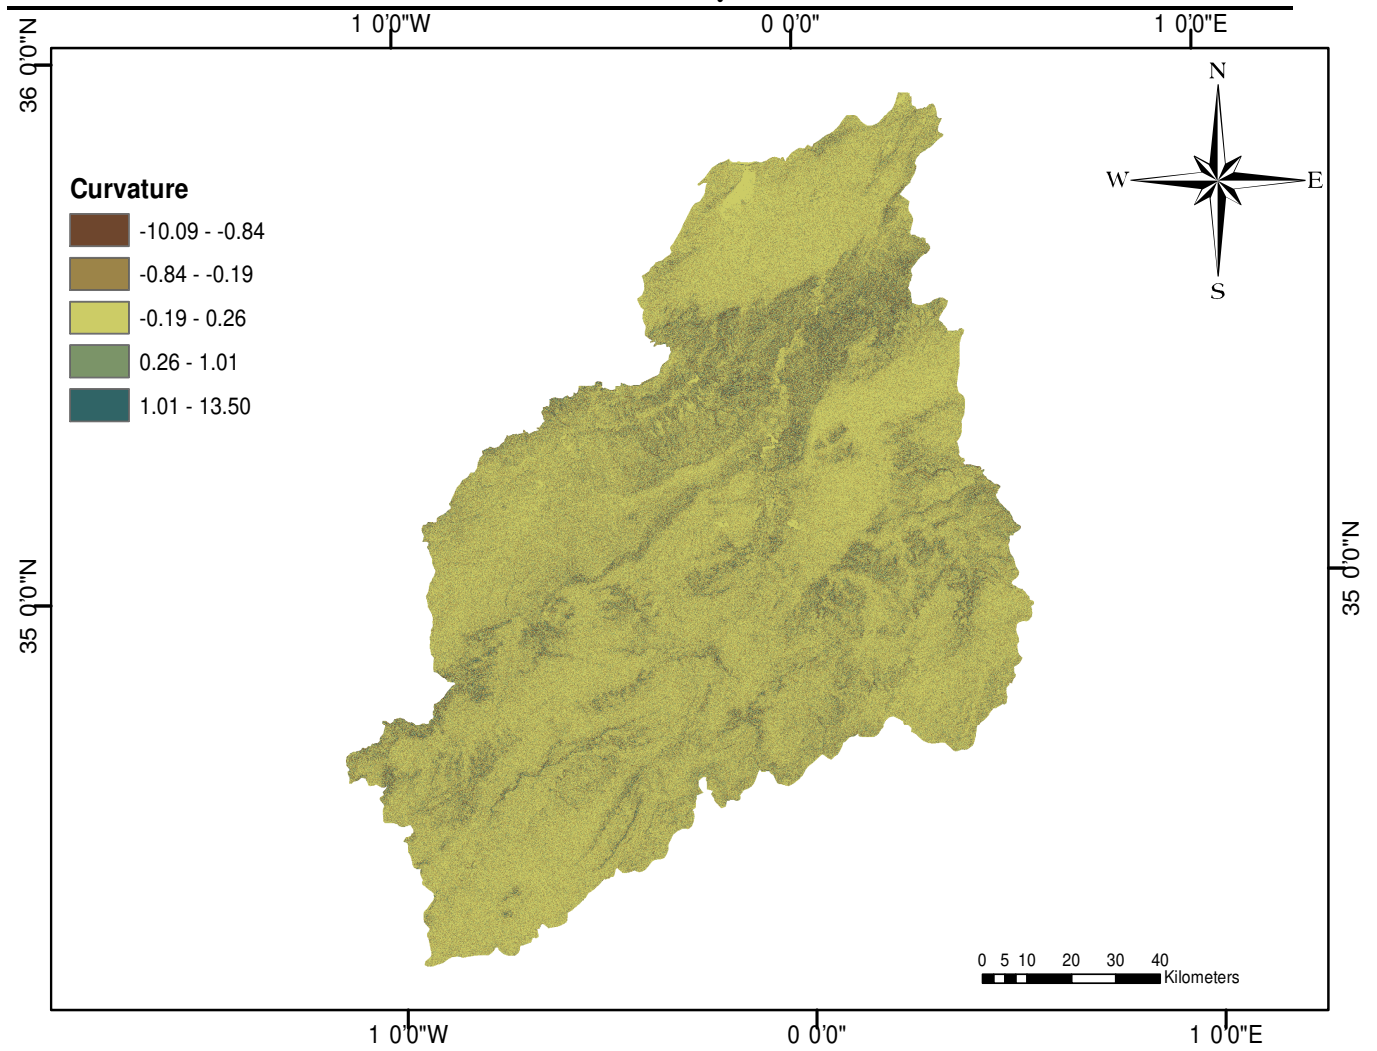 1 0'0"W 0 0'0" 1 0'0"E
36 0'0"N
N
W E
S
Curvature
-10.09 - -0.84
-0.84 - -0.19
-0.19 - 0.26
0.26 - 1.01
1.01 - 13.50
35 0'0"N
35 0'0"N
0 5 10 20 30 40
Kilometers
1 0'0"W 0 0'0" 1 0'0"E